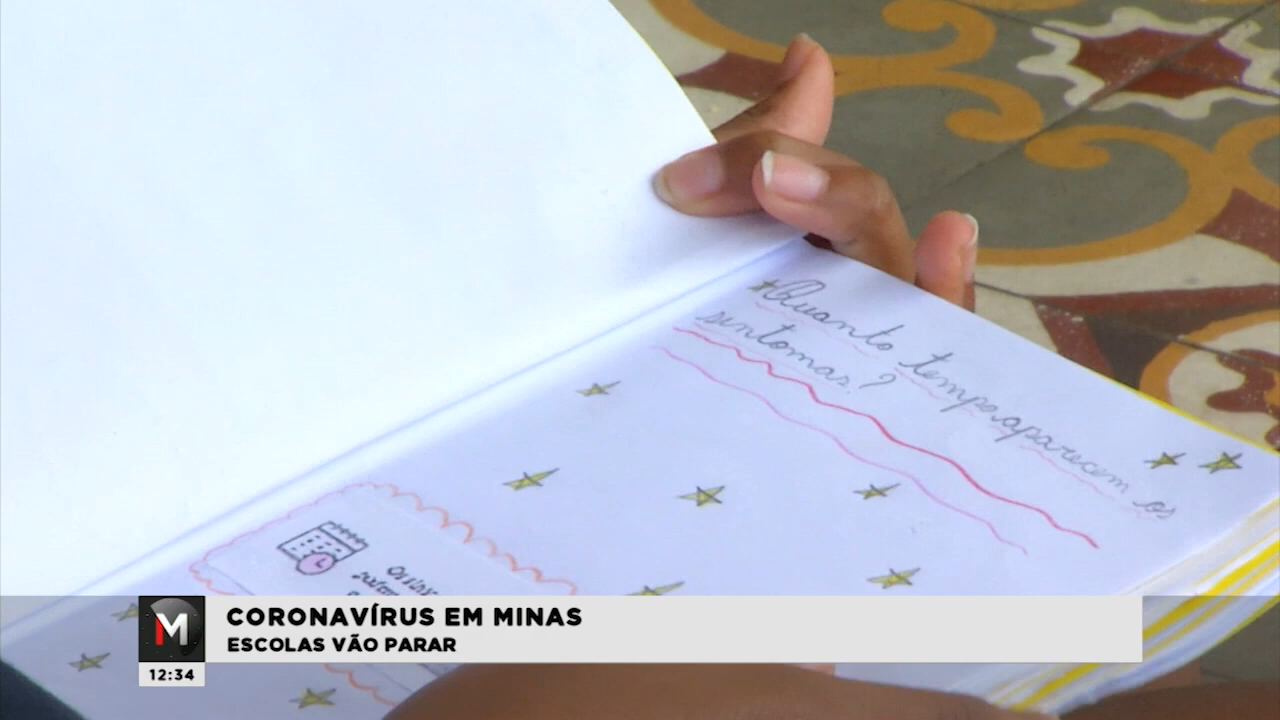 Quanto tempo aparecem os
sintomas?
M
CORONAVÍRUS EM MINAS
ESCOLAS VÃO PARAR
12:34